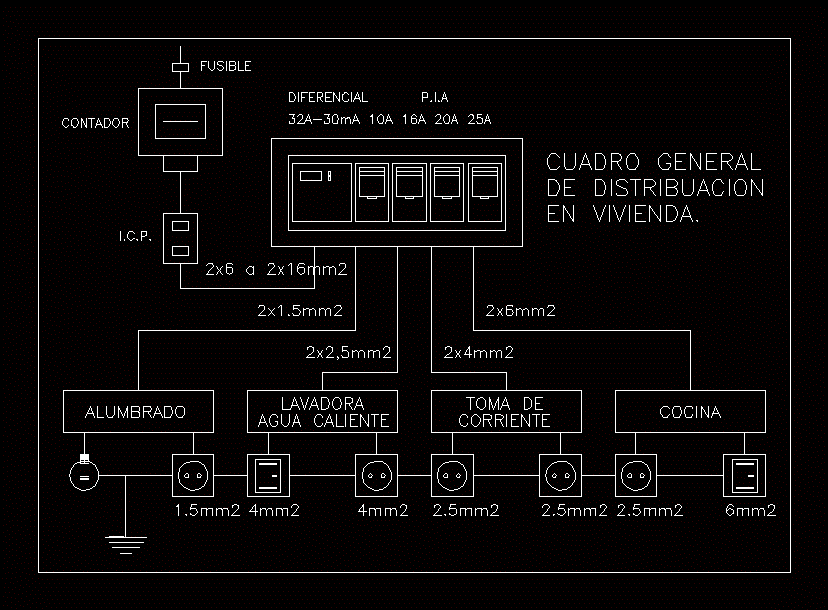 FUSIBLE
CONTADOR
DIFERENCIAL P.I.A
32A-30mA 10A 16A 20A 25A
CUADRO GENERAL
DE DISTRIBUACION
EN VIVIENDA.
I.C.P.
2x6 a 2x16mm2
2x1.5mm2
2x6mm2
2x2,5mm2
2x4mm2
ALUMBRADO
LAVADORA
AGUA CALIENTE
TOMA DE
CORRIENTE
COCINA
1.5mm2 4mm2 4mm2 2.5mm2 2.5mm2 2.5mm2 6mm2